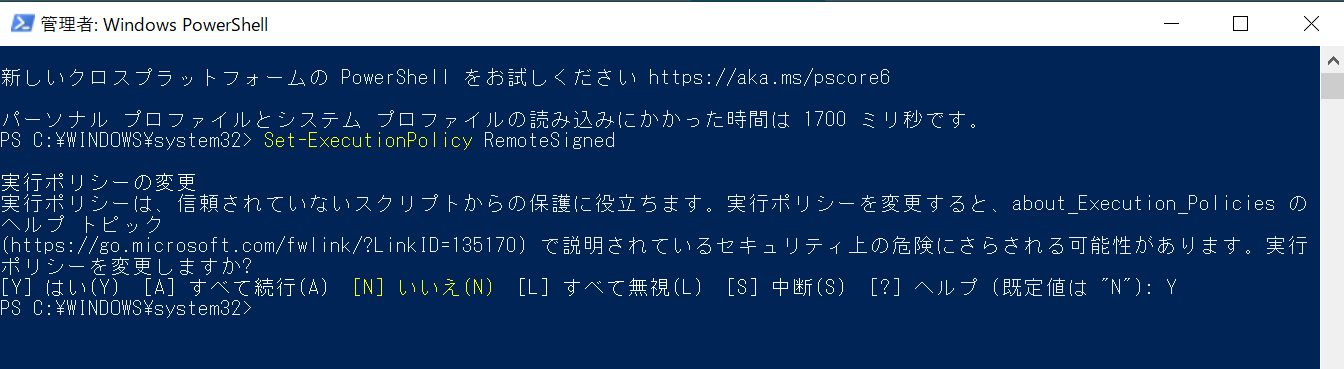 管理者: Windows PowerShell
新しいクロスプラットフォームの PowerShell をお試しください https://aka.ms/pscore6
パーソナル プロファイルとシステム プロファイルの読み込みにかかった時間は 1700 ミリ秒です。
PS C:¥WINDOWS¥system32> Set-ExecutionPolicy RemoteSigned
実行ポリシーの変更
実行ポリシーは、信頼されていないスクリプトからの保護に役立ちます。実行ポリシーを変更すると、about_Execution_Policies の
ヘルプ トピック
(https://go.microsoft.com/fwlink/?LinkID=135170) で説明されているセキュリティ上の危険にさらされる可能性があります。実行
ポリシーを変更しますか?
[Y] はい(Y)  [A] すべて続行(A)  [N] いいえ(N)  [L] すべて無視(L)  [S] 中断(S)  [?] ヘルプ (既定値は "N"): Y
PS C:¥WINDOWS¥system32>